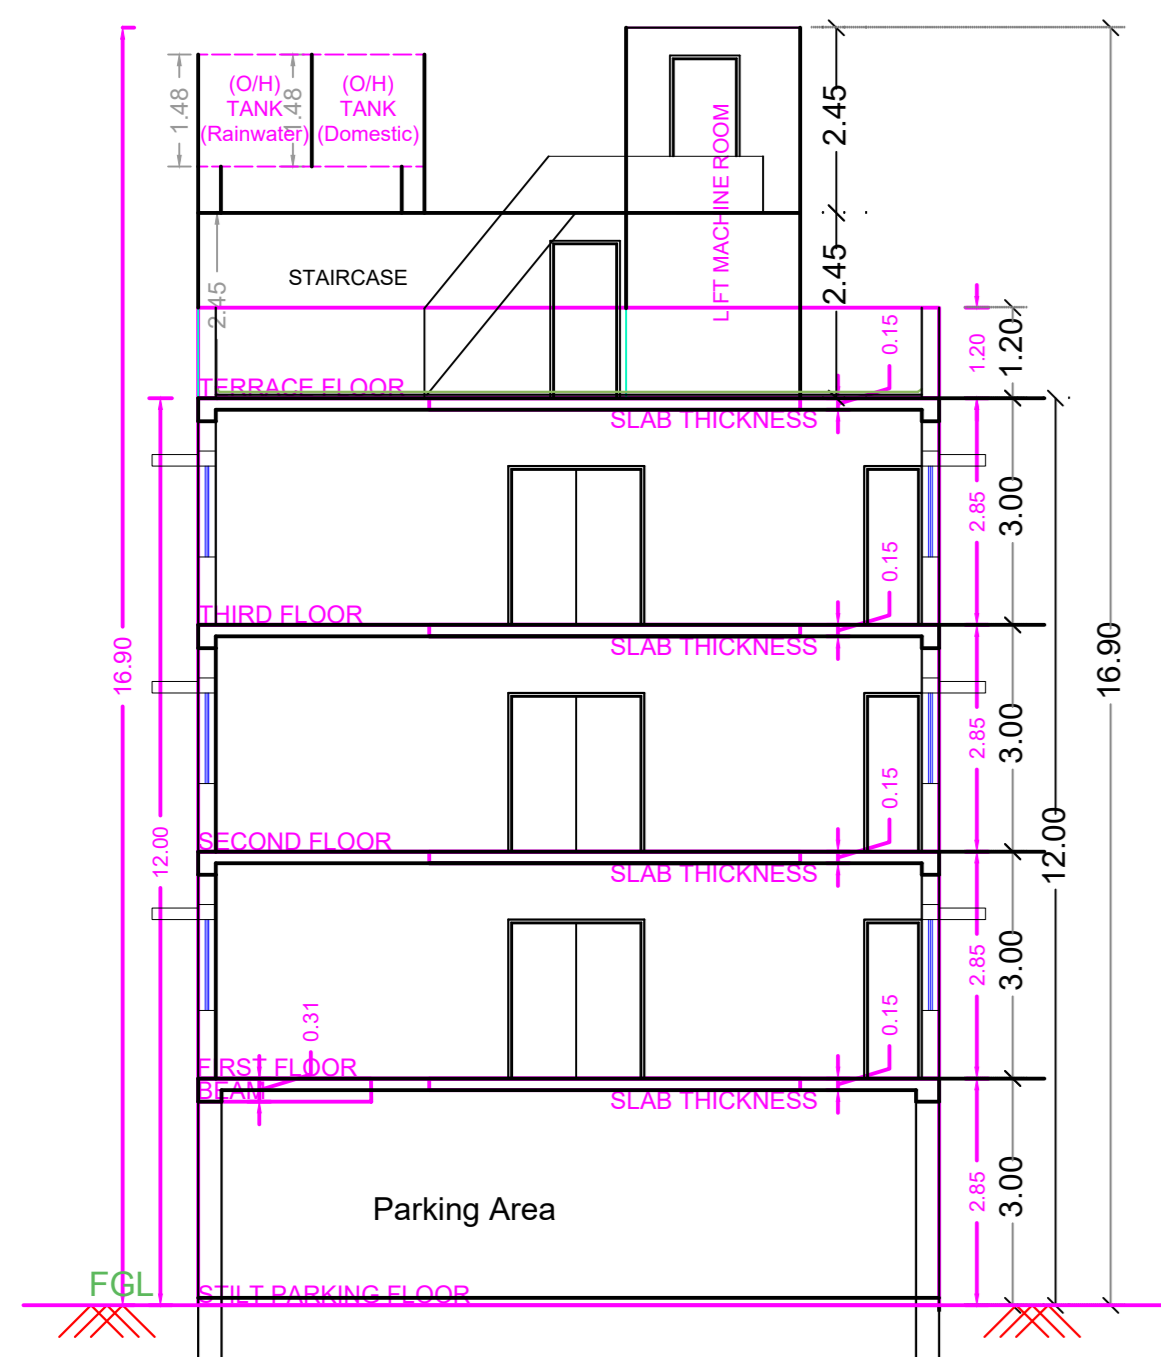 (O/H)
TANK
(Rainwater)
(O/H)
TANK
(Domestic)
1.48
1.48
2.45
LIFT MACHINE ROOM
STAIRCASE
2.45
2.45
0.15
1.20
1.20
TERRACE FLOOR
SLAB THICKNESS
2.85
3.00
0.15
THIRD FLOOR
SLAB THICKNESS
16.90
16.90
2.85
3.00
0.15
12.00
12.00
SECOND FLOOR
SLAB THICKNESS
2.85
3.00
0.31
0.15
FIRST FLOOR
BEAM
SLAB THICKNESS
2.85
3.00
Parking Area
FGL
STILT PARKING FLOOR